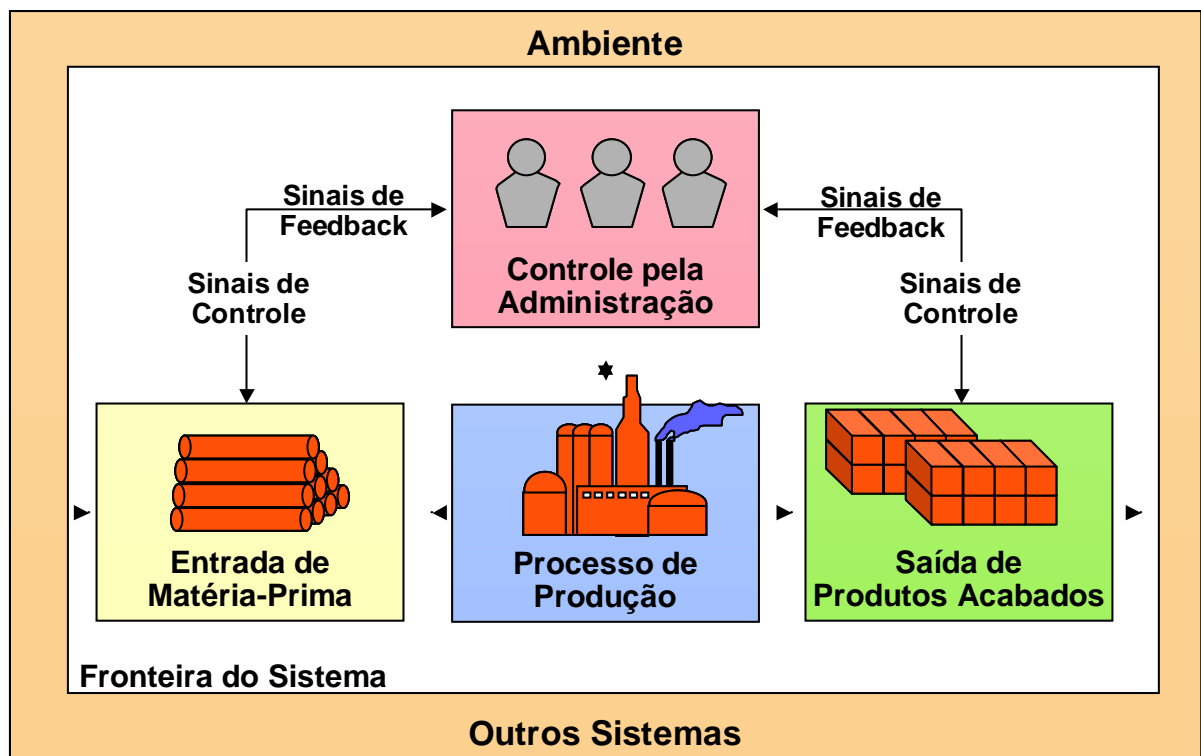 Ambiente
Sinais de
Feedback
Sinais de
Feedback
Controle pela
Administração
Sinais de
Controle
Sinais de
Controle
Entrada de
Matéria-Prima
Processo de
Produção
Saída de
Produtos Acabados
Fronteira do Sistema
Outros Sistemas